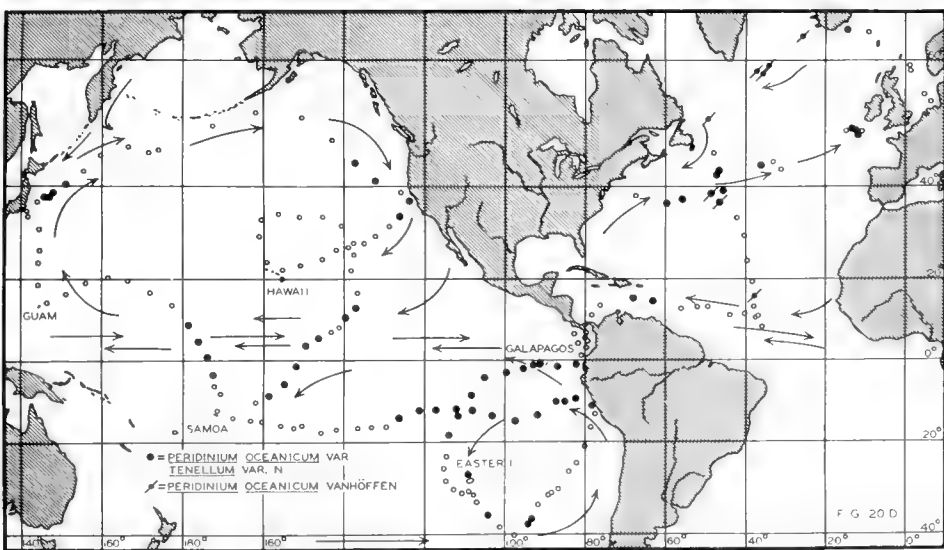 40°
20°
0°
20°
40°
HAWAII
GUAM
GALAPAGOS
SAMOA
EASTER I
● = PERIDINIUM OCEANICUM VAR
TENELLUM VAR. N
= PERIDINIUM OCEANICUM VANHÖFFEN
F G 20 D
140° 160° 180° 160° 100° 80° 60° 40° 20° 0°